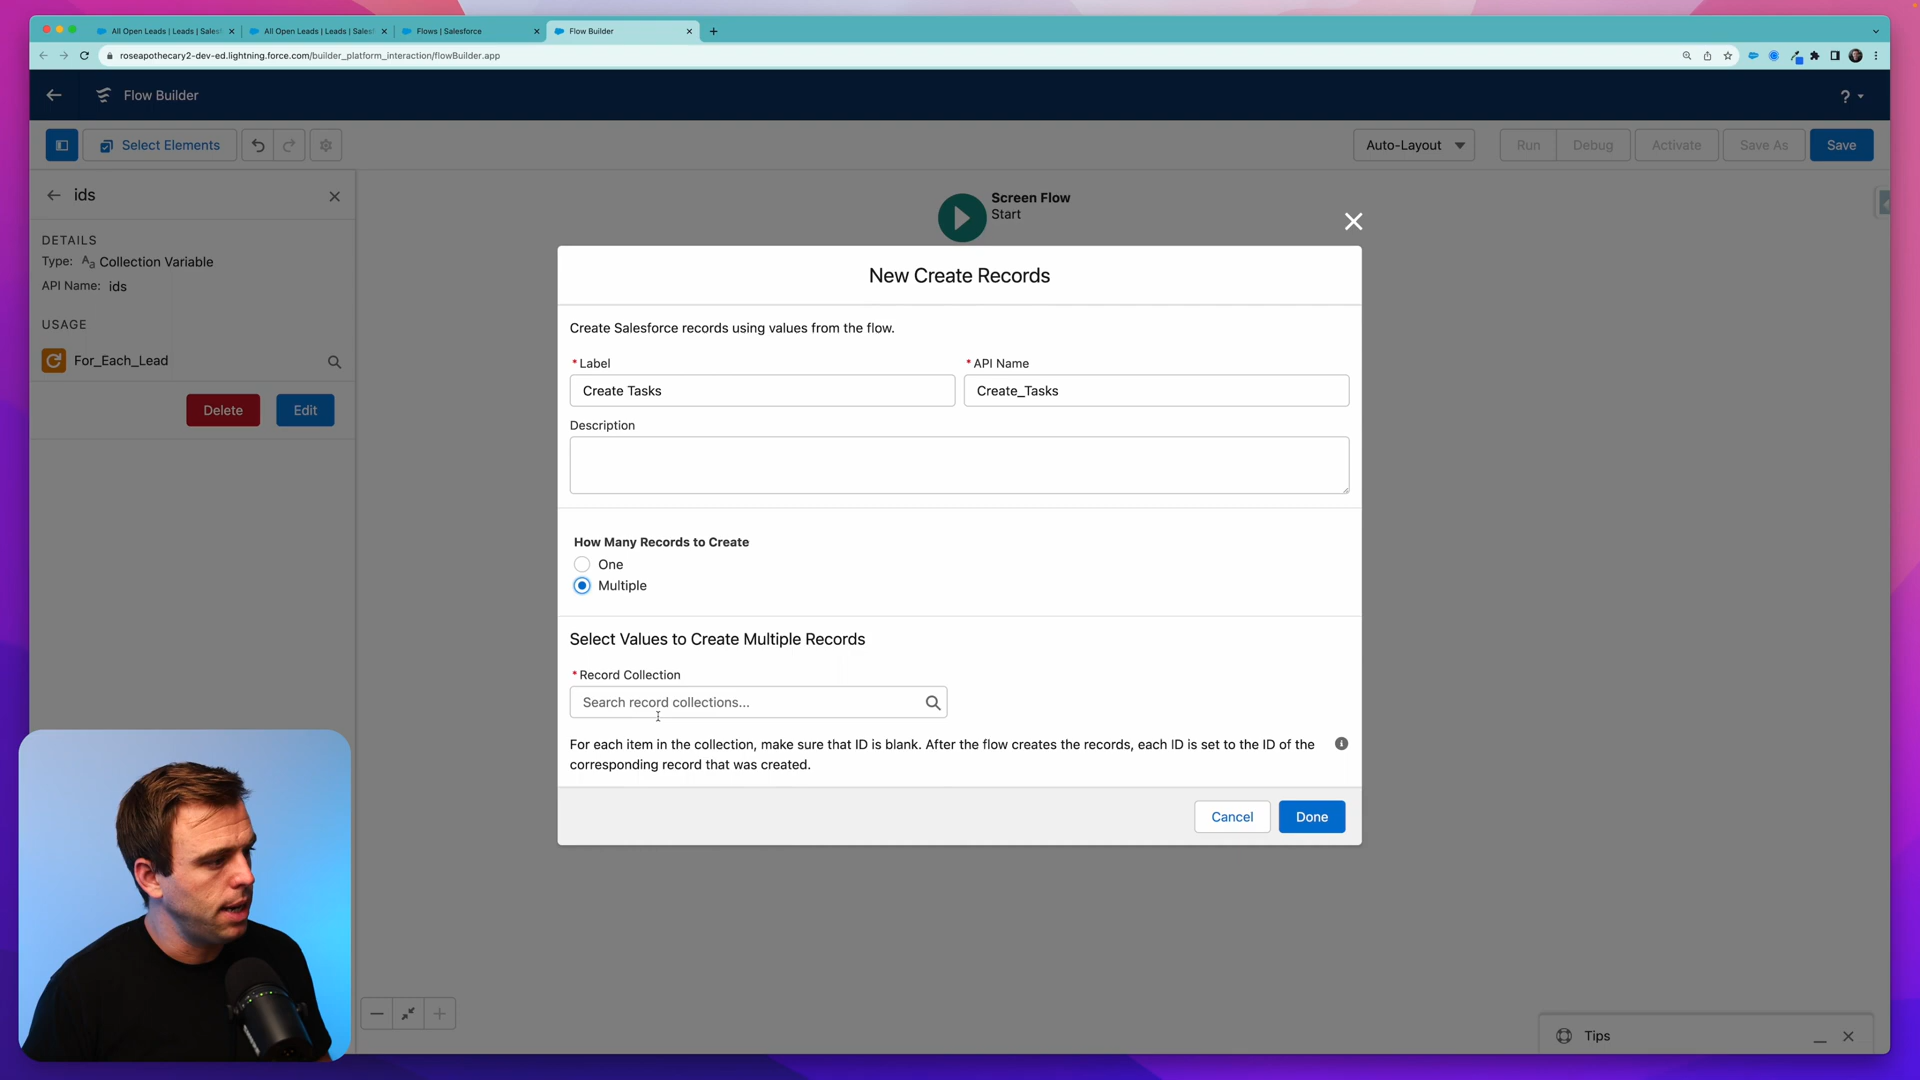 All Open Leads | Leads | Sales
All Open Leads | Leads | Sales
Flows | Salesforce
Flow Builder
roseapothecary2-dev-ed.lightning.force.com/builder_platform_interaction/flowBuilder.app
Flow Builder
?
Select Elements
Auto-Layout
Run
Debug
Activate
Save As
Save
ids
Screen Flow
Start
DETAILS
Type: Aa Collection Variable
API Name: ids
USAGE
For_Each_Lead
Delete
Edit
New Create Records
Create Salesforce records using values from the flow.
* Label
* API Name
Create Tasks
Create_Tasks
Description
How Many Records to Create
One
Multiple
Select Values to Create Multiple Records
* Record Collection
Search record collections...
For each item in the collection, make sure that ID is blank. After the flow creates the records, each ID is set to the ID of the
corresponding record that was created.
Cancel
Done
Tips